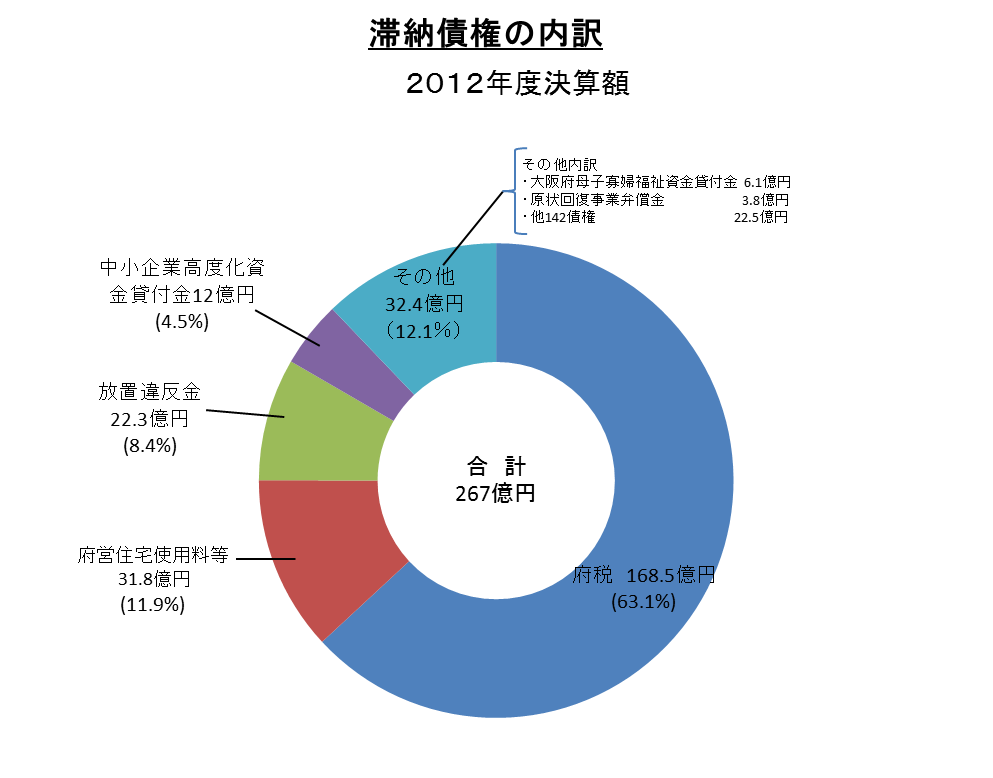 滞納債権の内訳
２０１２年度決算額
その他内訳
・大阪府母子寡婦福祉資金貸付金 6.1億円
・原状回復事業弁償金 3.8億円
・他142債権 22.5億円
その他
32.4億円
（12.1％）
中小企業高度化資
金貸付金12億円
(4.5%)
放置違反金
22.3億円
(8.4%)
合　計
267億円
府営住宅使用料等
31.8億円
(11.9%)
府税　168.5億円
(63.1%)